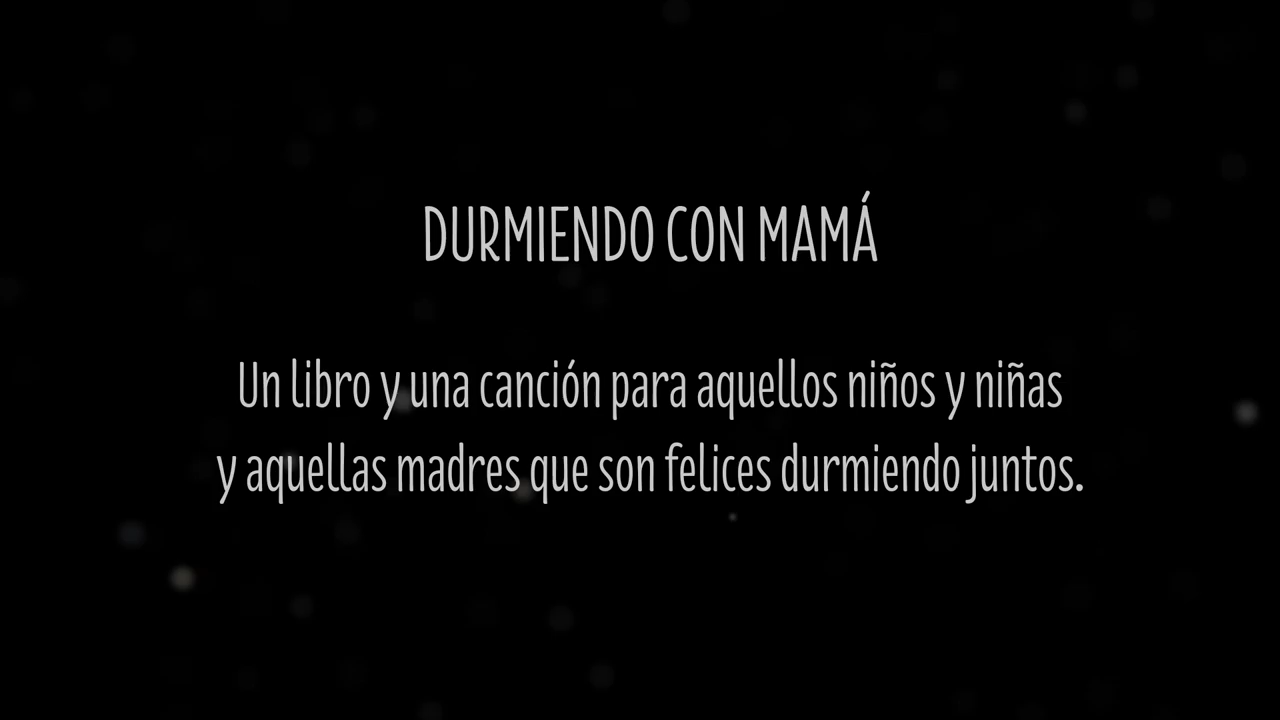 DURMIENDO CON MAMÁ
Un libro y una canción para aquellos niños y niñas
y aquellas madres que son felices durmiendo juntos.